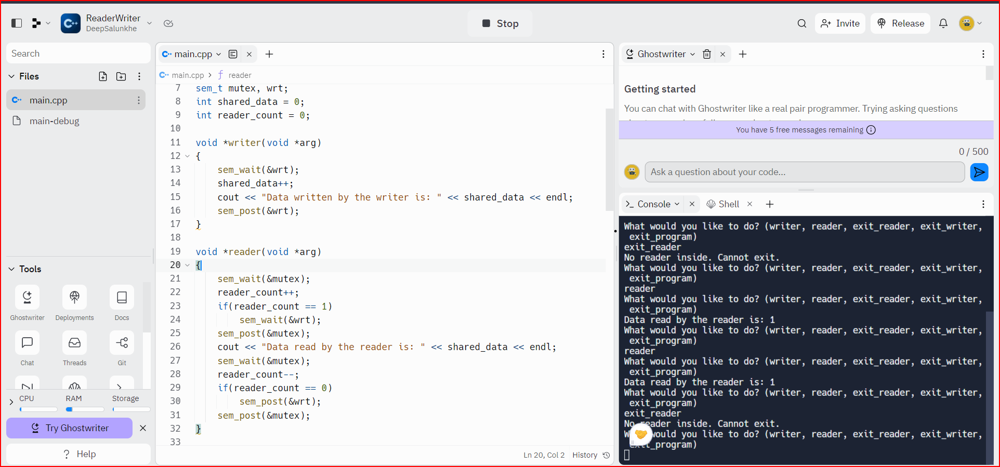 ReaderWriter
DeepSalunkhe
Stop
Invite
Release
Search
Files
main.cpp
main-debug
Tools
Ghostwriter
Deployments
Docs
Chat
Threads
Git
CPU
RAM
Storage
Try Ghostwriter
? Help
main.cpp
main.cpp > ƒ reader
7 sem_t mutex, wrt;
8 int shared_data = 0;
9 int reader_count = 0;
10
11 void *writer(void *arg)
12 {
13 sem_wait(&wrt);
14 shared_data++;
15 cout << "Data written by the writer is: " << shared_data << endl;
16 sem_post(&wrt);
17 }
18
19 void *reader(void *arg)
20 {
21 sem_wait(&mutex);
22 reader_count++;
23 if(reader_count == 1)
24 sem_wait(&wrt);
25 sem_post(&mutex);
26 cout << "Data read by the reader is: " << shared_data << endl;
27 sem_wait(&mutex);
28 reader_count--;
29 if(reader_count == 0)
30 sem_post(&wrt);
31 sem_post(&mutex);
32 }
33
Ln 20, Col 2 History
Ghostwriter
Getting started
You can chat with Ghostwriter like a real pair programmer. Trying asking questions
You have 5 free messages remaining
0 / 500
Ask a question about your code...
Console
Shell
What would you like to do? (writer, reader, exit_reader, exit_writer,
exit_program)
exit_reader
No reader inside. Cannot exit.
What would you like to do? (writer, reader, exit_reader, exit_writer,
exit_program)
reader
What would you like to do? (writer, reader, exit_reader, exit_writer,
exit_program)
Data read by the reader is: 1
What would you like to do? (writer, reader, exit_reader, exit_writer,
exit_program)
reader
What would you like to do? (writer, reader, exit_reader, exit_writer,
exit_program)
Data read by the reader is: 1
What would you like to do? (writer, reader, exit_reader, exit_writer,
exit_program)
exit_reader
No reader inside. Cannot exit.
would you like to do? (writer, reader, exit_reader, exit_writer,
exit_program)